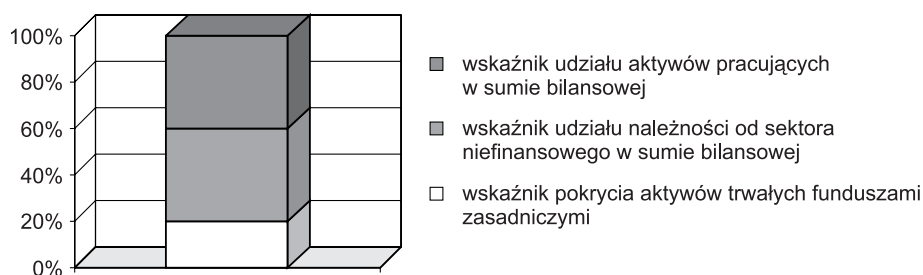 100%
80%
60%
40%
20%
0%
wskaźnik udziału aktywów pracujących
w sumie bilansowej
wskaźnik udziału należności od sektora
niefinansowego w sumie bilansowej
wskaźnik pokrycia aktywów trwałych funduszami
zasadniczymi